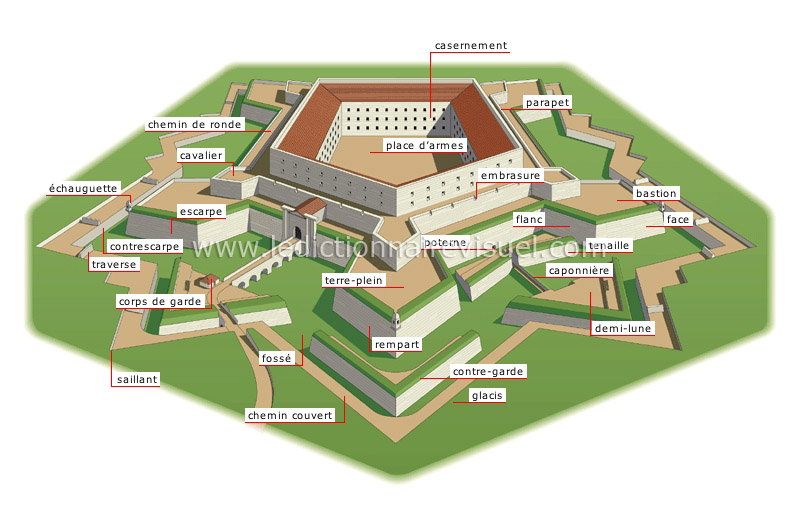 casernement
parapet
chemin de ronde
place d'armes
cavalier
embrasure
échauguette
bastion
escarpe
flanc
face
contrescarpe
www.ledictionnairevisuel.com
poterne
tenaille
traverse
caponnière
terre-plein
corps de garde
demi-lune
rempart
fossé
contre-garde
saillant
glacis
chemin couvert